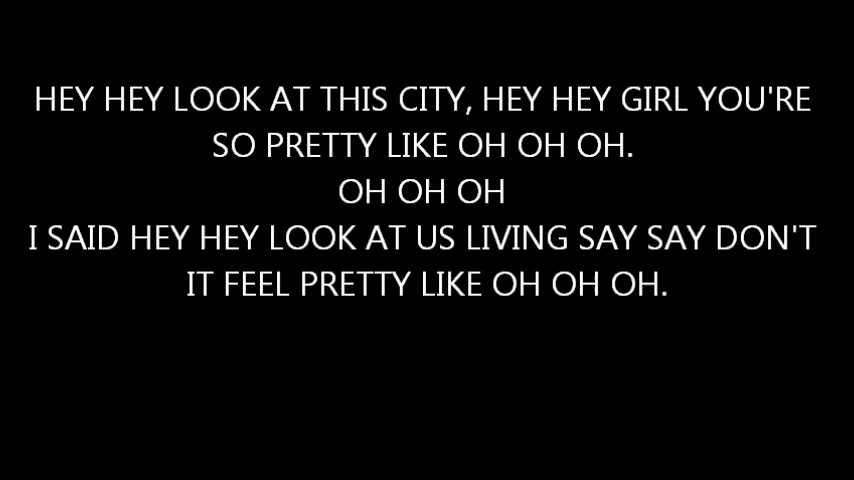 HEY HEY LOOK AT THIS CITY, HEY HEY GIRL YOU'RE
SO PRETTY LIKE OH OH OH.
OH OH OH
I SAID HEY HEY LOOK AT US LIVING SAY SAY DON'T
IT FEEL PRETTY LIKE OH OH OH.